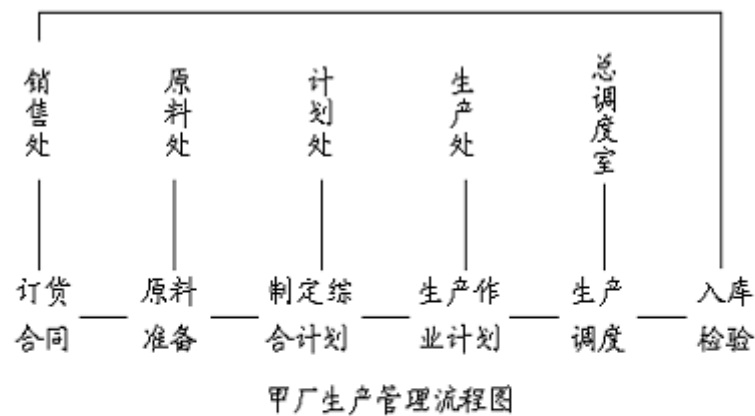 销售处
原料处
计划处
生产处
总调度室
订货
合同
原料
准备
制定综
合计划
生产作
业计划
生产
调度
入库
检验
甲厂生产管理流程图